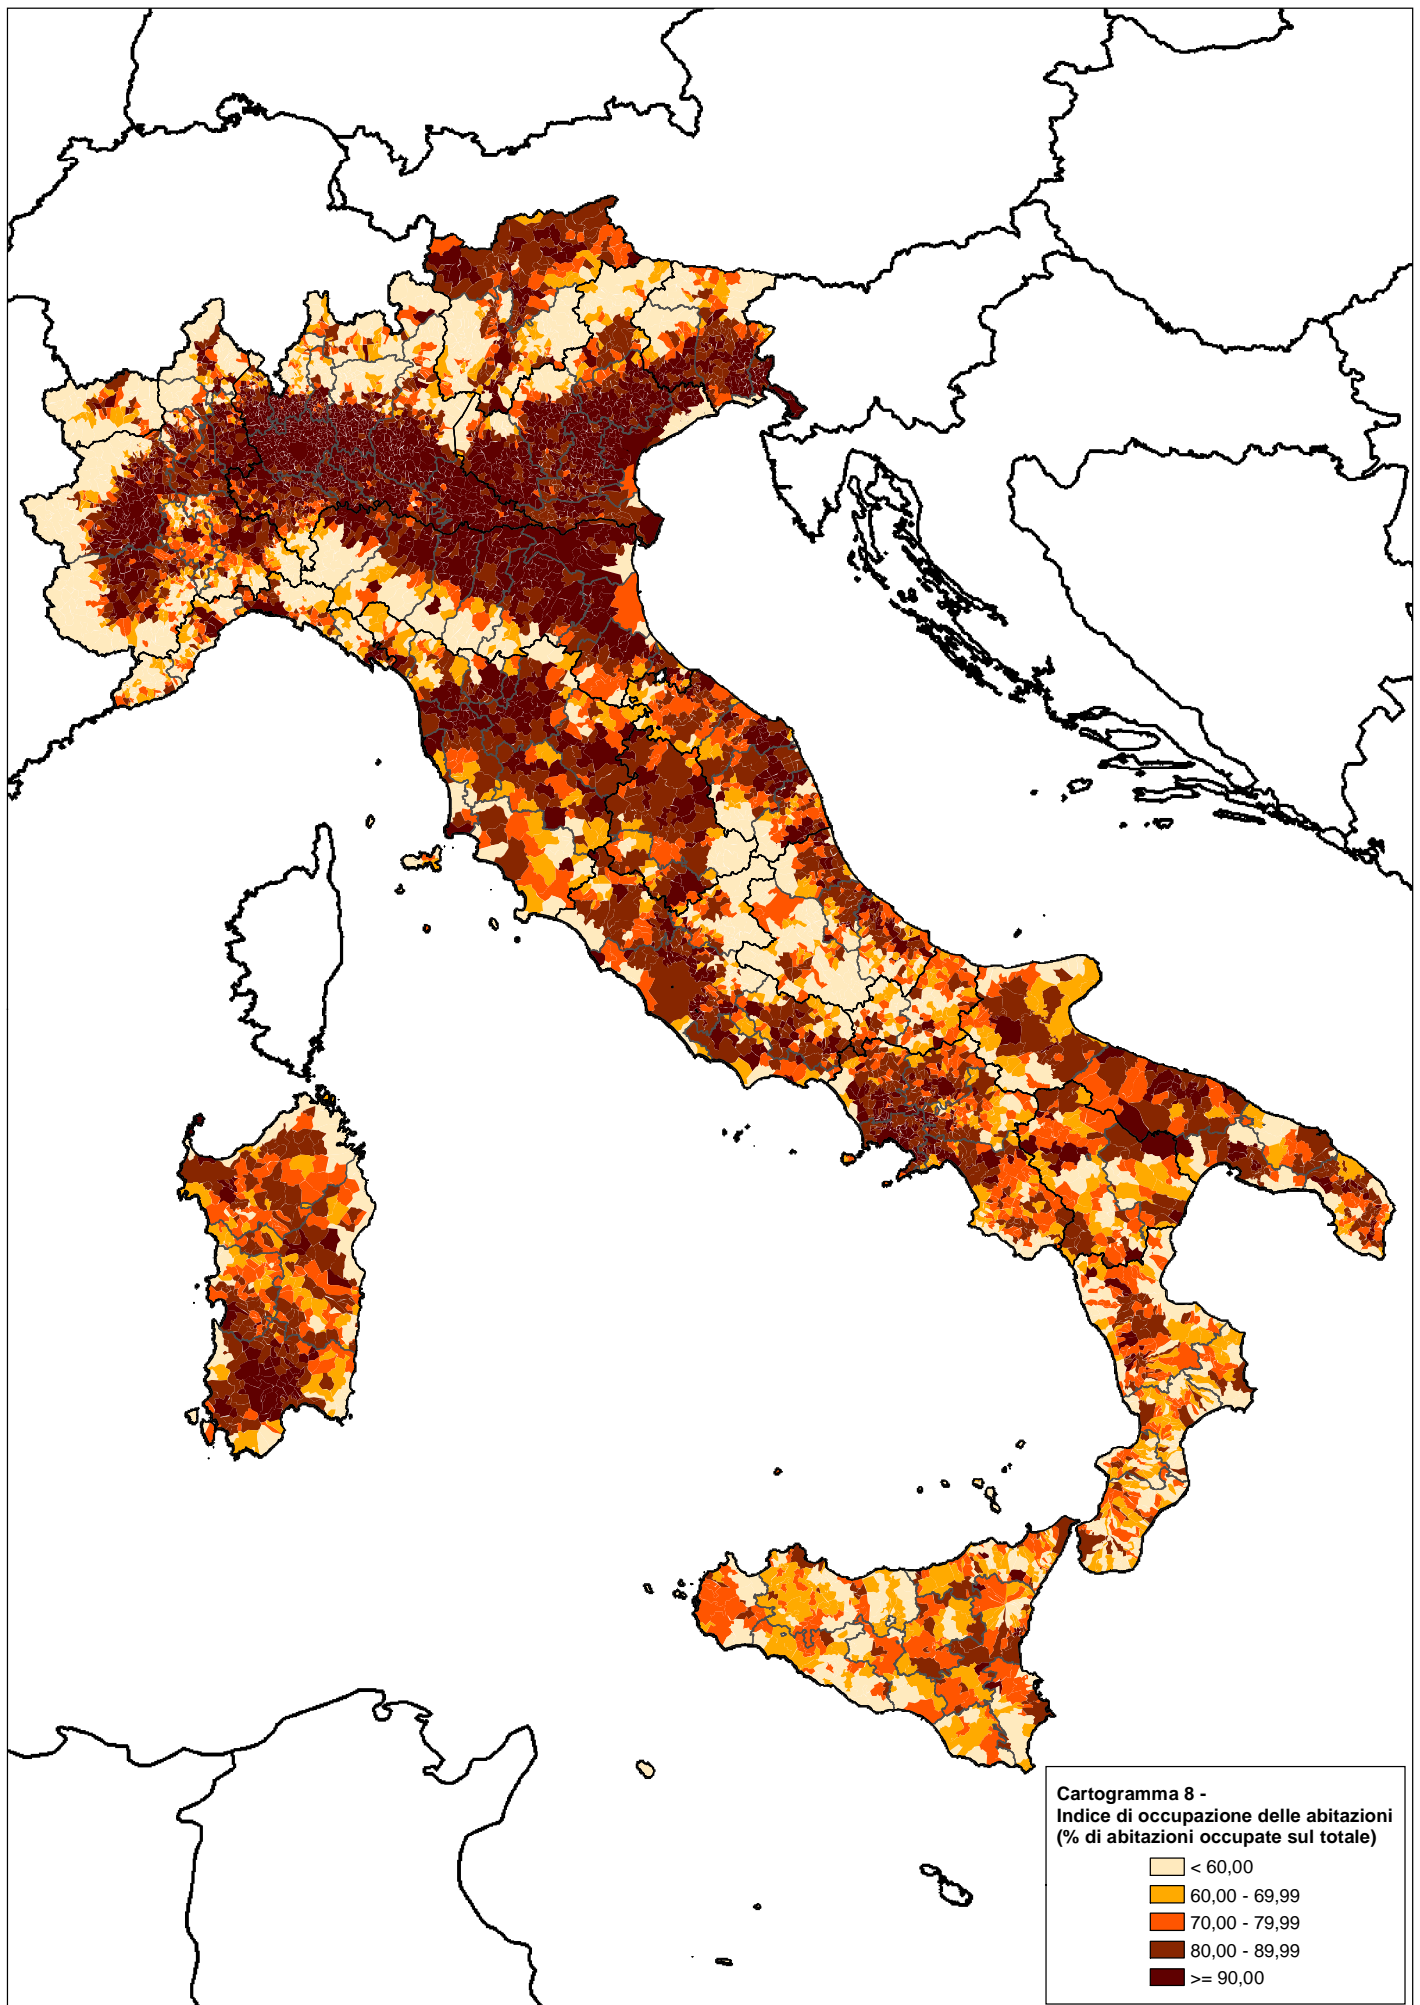 Cartogramma 8 -
Indice di occupazione delle abitazioni
(% di abitazioni occupate sul totale)
< 60,00
60,00 - 69,99
70,00 - 79,99
80,00 - 89,99
>= 90,00